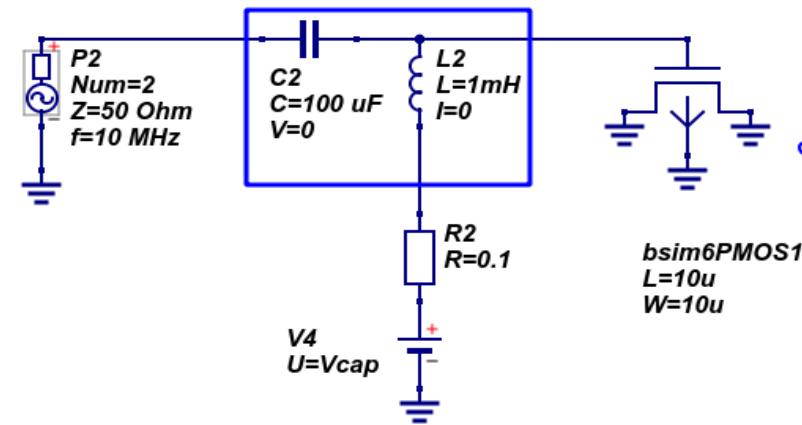 P2
Num=2
Z=50 Ohm
f=10 MHz
C2
C=100 uF
V=0
L2
L=1mH
I=0
R2
R=0.1
V4
U=Vcap
bsim6PMOS1
L=10u
W=10u